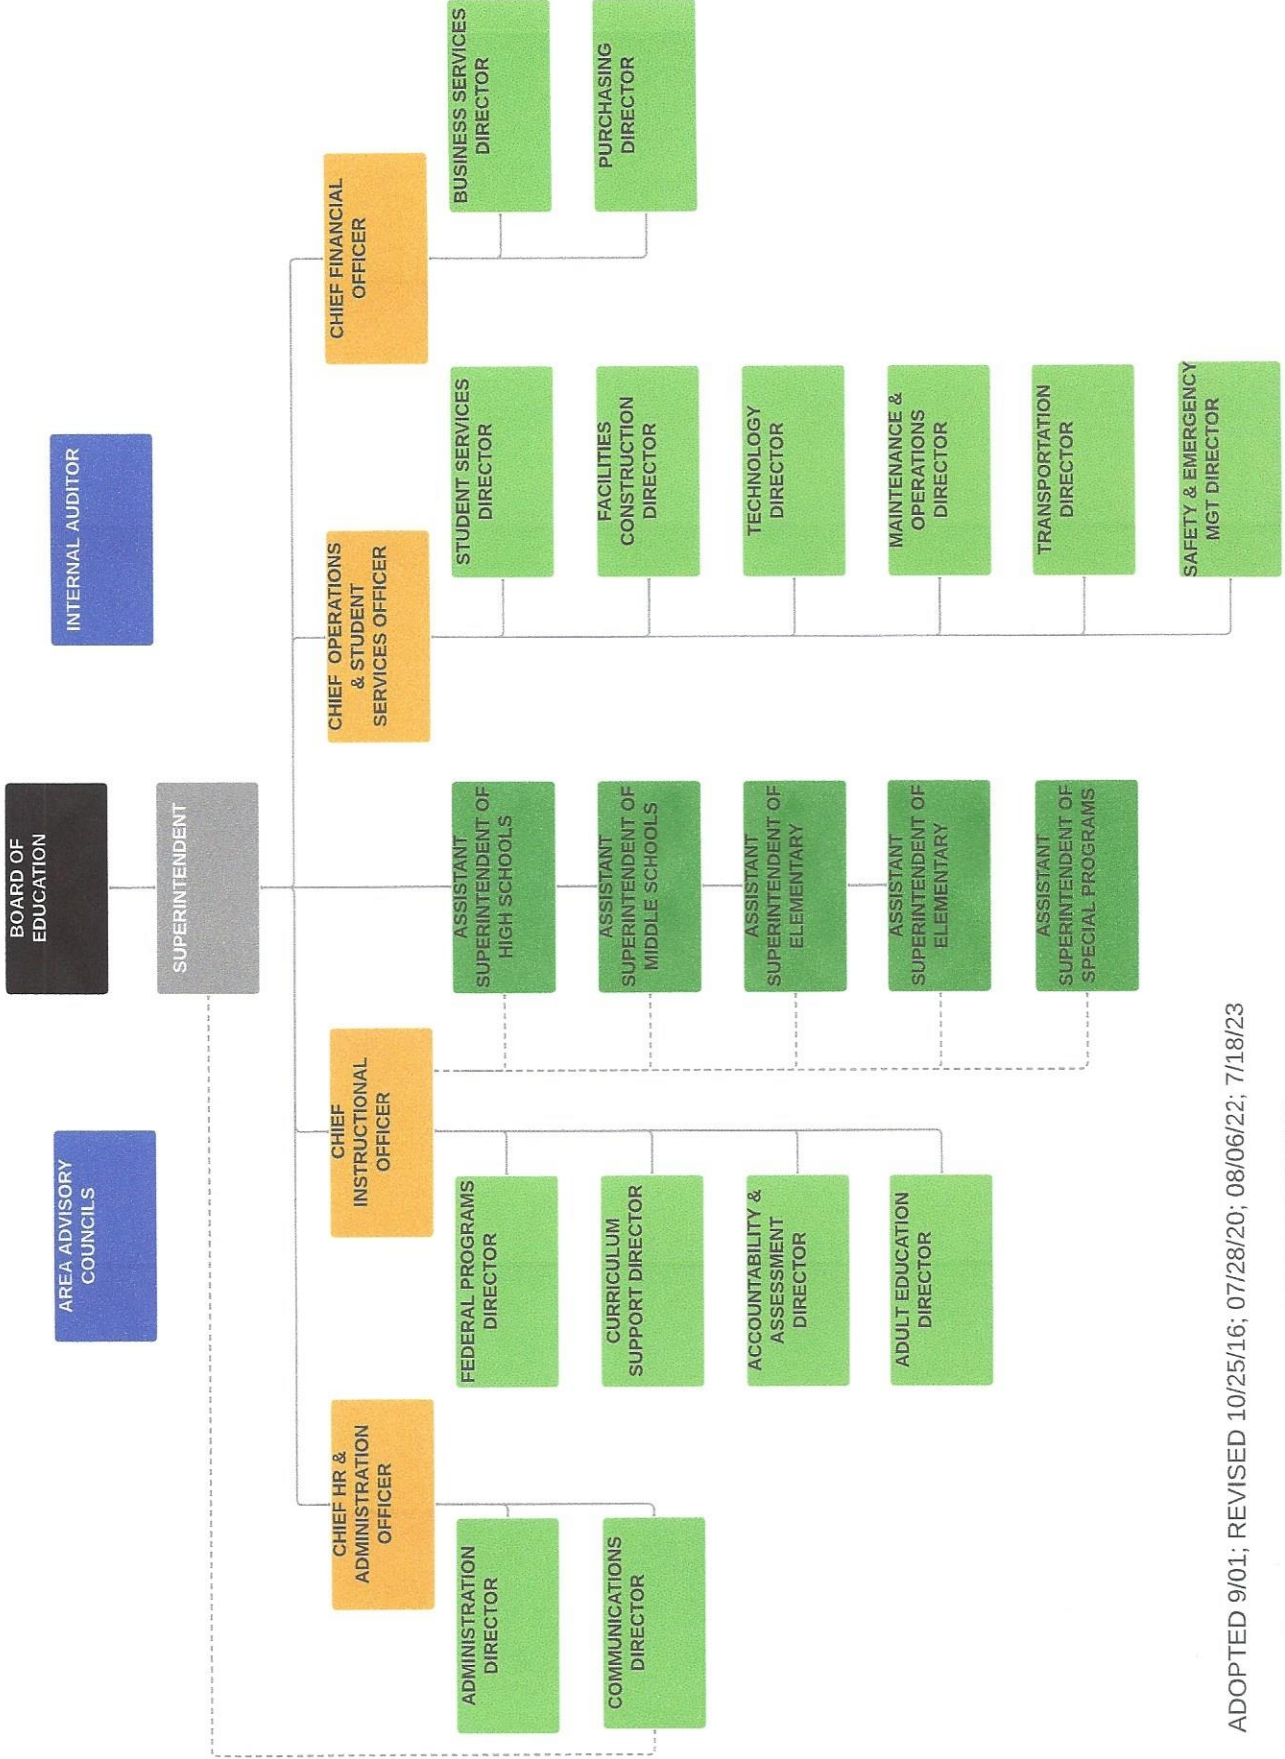 BOARD OF
EDUCATION
AREA ADVISORY
COUNCILS
INTERNAL AUDITOR
SUPERINTENDENT
CHIEF HR &
ADMINISTRATION
OFFICER
CHIEF
INSTRUCTIONAL
OFFICER
CHIEF OPERATIONS
& STUDENT
SERVICES OFFICER
CHIEF FINANCIAL
OFFICER
ADMINISTRATION
DIRECTOR
COMMUNICATIONS
DIRECTOR
FEDERAL PROGRAMS
DIRECTOR
CURRICULUM
SUPPORT DIRECTOR
ACCOUNTABILITY &
ASSESSMENT
DIRECTOR
ADULT EDUCATION
DIRECTOR
ASSISTANT
SUPERINTENDENT OF
HIGH SCHOOLS
ASSISTANT
SUPERINTENDENT OF
MIDDLE SCHOOLS
ASSISTANT
SUPERINTENDENT OF
ELEMENTARY
ASSISTANT
SUPERINTENDENT OF
ELEMENTARY
ASSISTANT
SUPERINTENDENT OF
SPECIAL PROGRAMS
STUDENT SERVICES
DIRECTOR
FACILITIES
CONSTRUCTION
DIRECTOR
TECHNOLOGY
DIRECTOR
MAINTENANCE &
OPERATIONS
DIRECTOR
TRANSPORTATION
DIRECTOR
SAFETY & EMERGENCY
MGT DIRECTOR
BUSINESS SERVICES
DIRECTOR
PURCHASING
DIRECTOR
ADOPTED 9/01; REVISED 10/25/16; 07/28/20; 08/06/22; 7/18/23